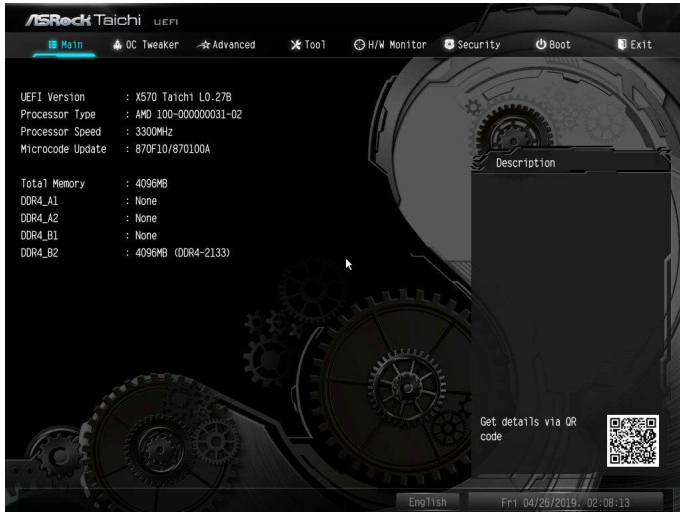 ASRock Taichi UEFI
Main OC Tweaker Advanced Tool H/W Monitor Security Boot Exit
UEFI Version : X570 Taichi L0.27B
Processor Type : AMD 100-000000031-02
Processor Speed : 3300MHz
Microcode Update : 870F10/870100A
Total Memory : 4096MB
DDR4_A1 : None
DDR4_A2 : None
DDR4_B1 : None
DDR4_B2 : 4096MB (DDR4-2133)
Description
Get details via QR
code
English Fri 04/26/2019. 02:08:13